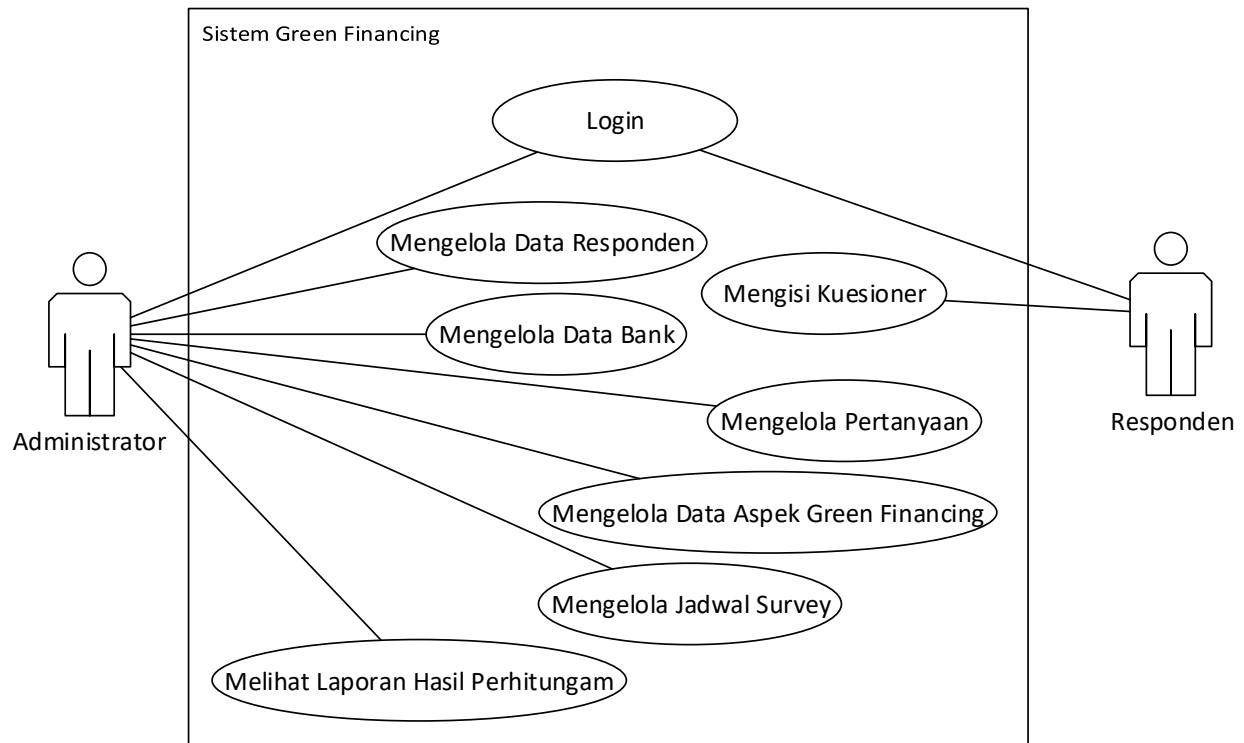 Sistem Green Financing
Login
Mengelola Data Responden
Mengisi Kuesioner
Mengelola Data Bank
Mengelola Pertanyaan
Administrator
Responden
Mengelola Data Aspek Green Financing
Mengelola Jadwal Survey
Melihat Laporan Hasil Perhitungam